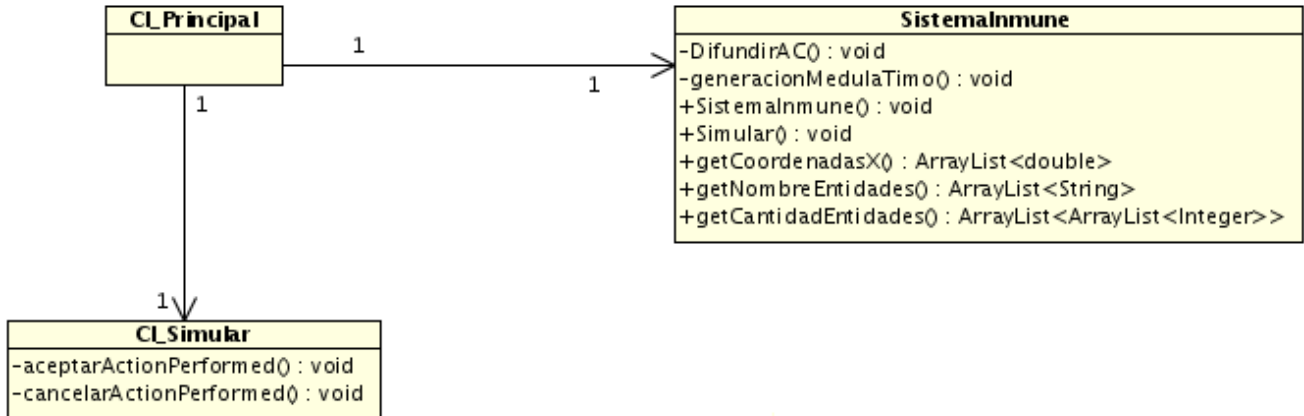 CI_Principal
1
1
1
1
SistemaInmune
-DifundirAC() : void
-generacionMedulaTimo() : void
+SistemaInmune() : void
+Simular() : void
+getCoordenadasX() : ArrayList<double>
+getNombreEntidades() : ArrayList<String>
+getCantidadEntidades() : ArrayList<ArrayList<Integer>>
CI_Simular
-aceptarActionPerformed() : void
-cancelarActionPerformed() : void